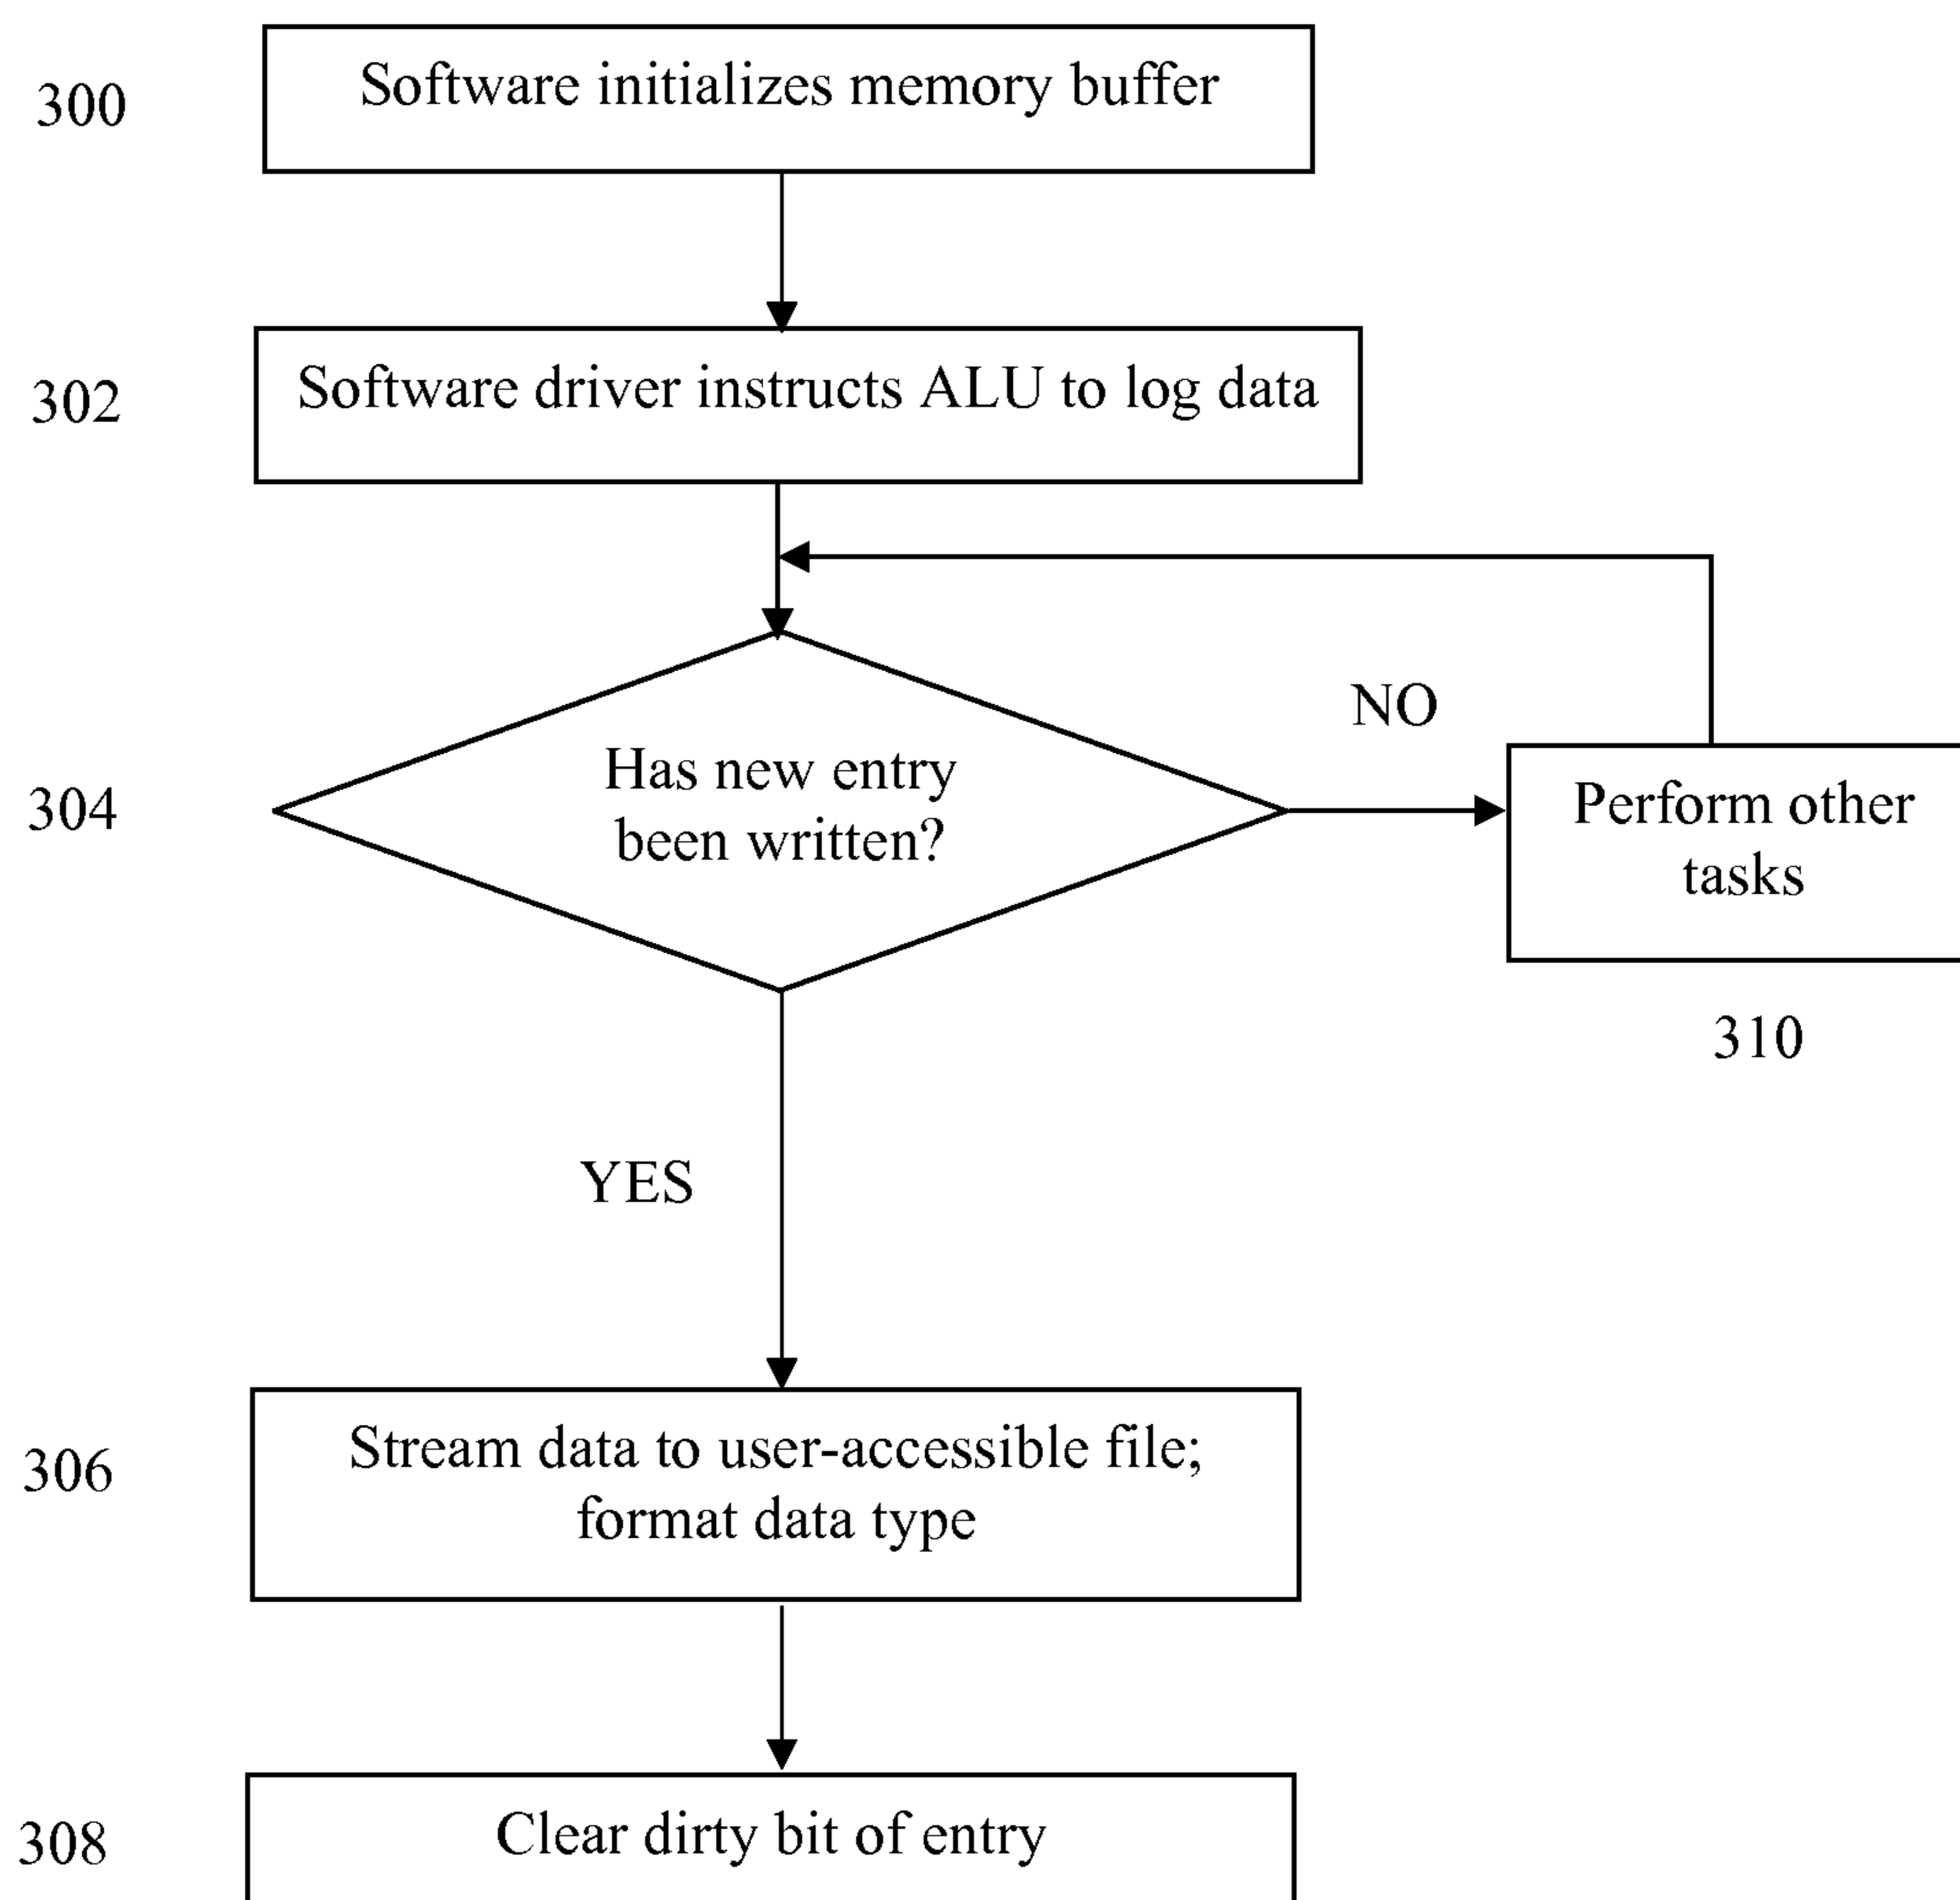 300
Software initializes memory buffer
302
Software driver instructs ALU to log data
304
Has new entry
been written?
NO
Perform other
tasks
310
YES
306
Stream data to user-accessible file;
format data type
308
Clear dirty bit of entry